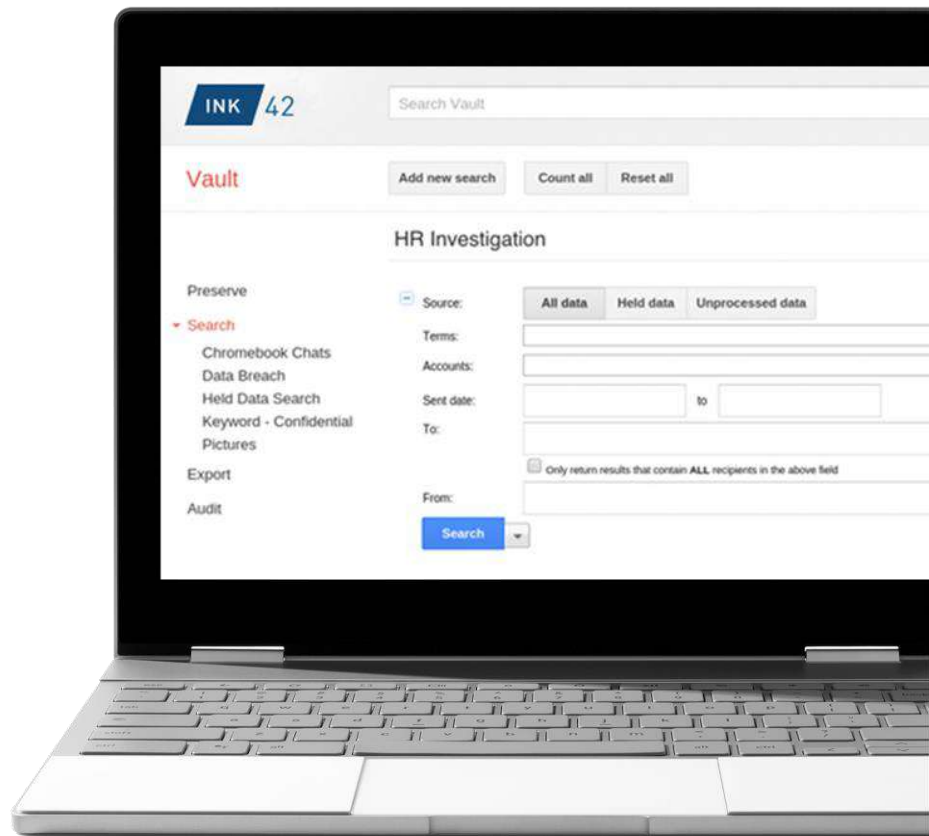 INK 42
Search Vault
Vault
Add new search
Count all
Reset all
HR Investigation
Preserve
Search
Chromebook Chats
Data Breach
Held Data Search
Keyword - Confidential
Pictures
Export
Audit
Source:
All data
Held data
Unprocessed data
Terms:
Accounts:
Sent date:
to
To:
Only return results that contain ALL recipients in the above field
From:
Search